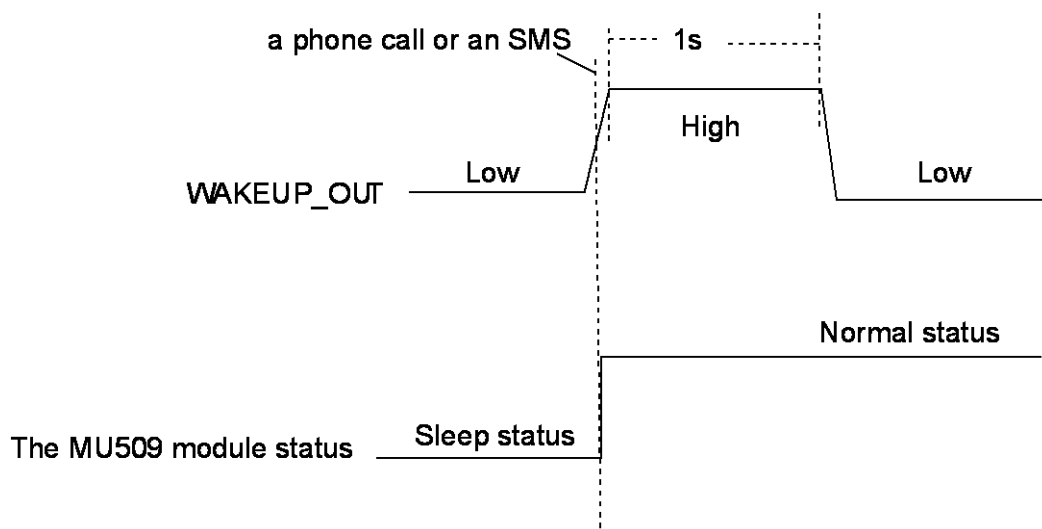 a phone call or an SMS
1s
High
Low
Low
WAKEUP_OUT
Normal status
Sleep status
The MU509 module status